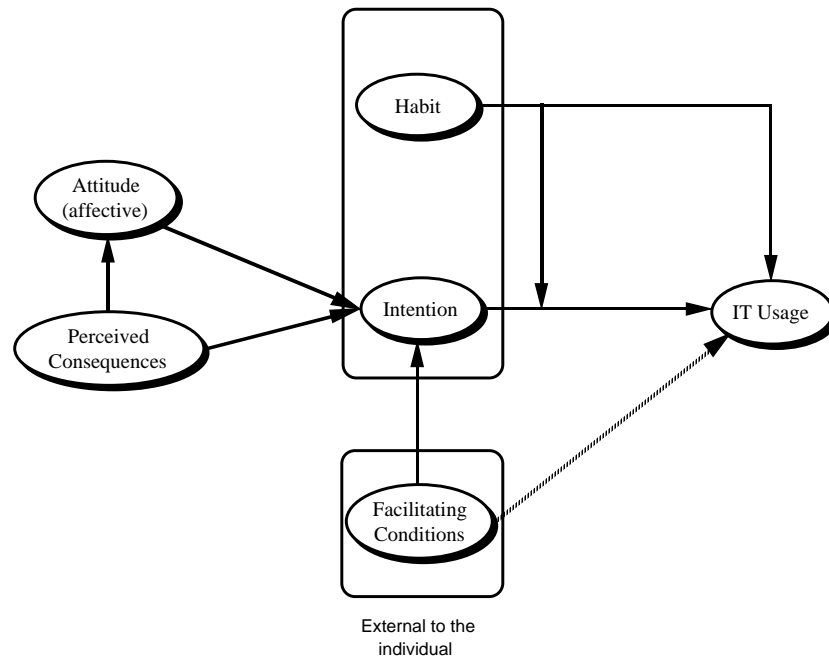 Habit
Attitude
(affective)
Intention
IT Usage
Perceived
Consequences
Facilitating
Conditions
External to the
individual